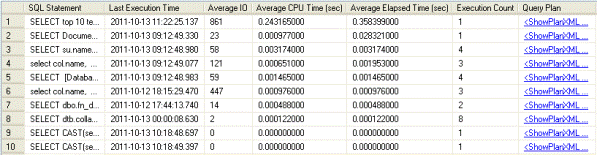 SQL Statement Last Execution Time Average IO Average CPU Time (sec) Average Elapsed Time (sec) Execution Count Query Plan
1 SELECT top 10 te... 2011-10-13 11:22:25.137 861 0.243165000 0.358399000 1 <ShowPlanXML ...
2 SELECT Docume... 2011-10-13 09:12:49.330 23 0.000977000 0.028321000 1 <ShowPlanXML ...
3 SELECT su.name... 2011-10-13 09:12:48.980 58 0.003174000 0.003174000 4 <ShowPlanXML ...
4 select col.name, ... 2011-10-13 09:12:49.077 121 0.000651000 0.001953000 3 <ShowPlanXML ...
5 SELECT [Databa... 2011-10-13 09:12:48.983 59 0.001465000 0.001465000 4 <ShowPlanXML ...
6 select col.name, ... 2011-10-12 18:15:29.470 447 0.000976000 0.000976000 3 <ShowPlanXML ...
7 SELECT dbo.fn_d... 2011-10-12 17:44:13.740 14 0.000488000 0.000488000 2 <ShowPlanXML ...
8 SELECT dtb.colla... 2011-10-13 00:00:08.630 2 0.000122000 0.000122000 8 <ShowPlanXML ...
9 SELECT CAST(se... 2011-10-13 10:18:48.697 0 0.000000000 0.000000000 1 <ShowPlanXML ...
10 SELECT CAST(se... 2011-10-13 10:18:49.397 0 0.000000000 0.000000000 1 <ShowPlanXML ...